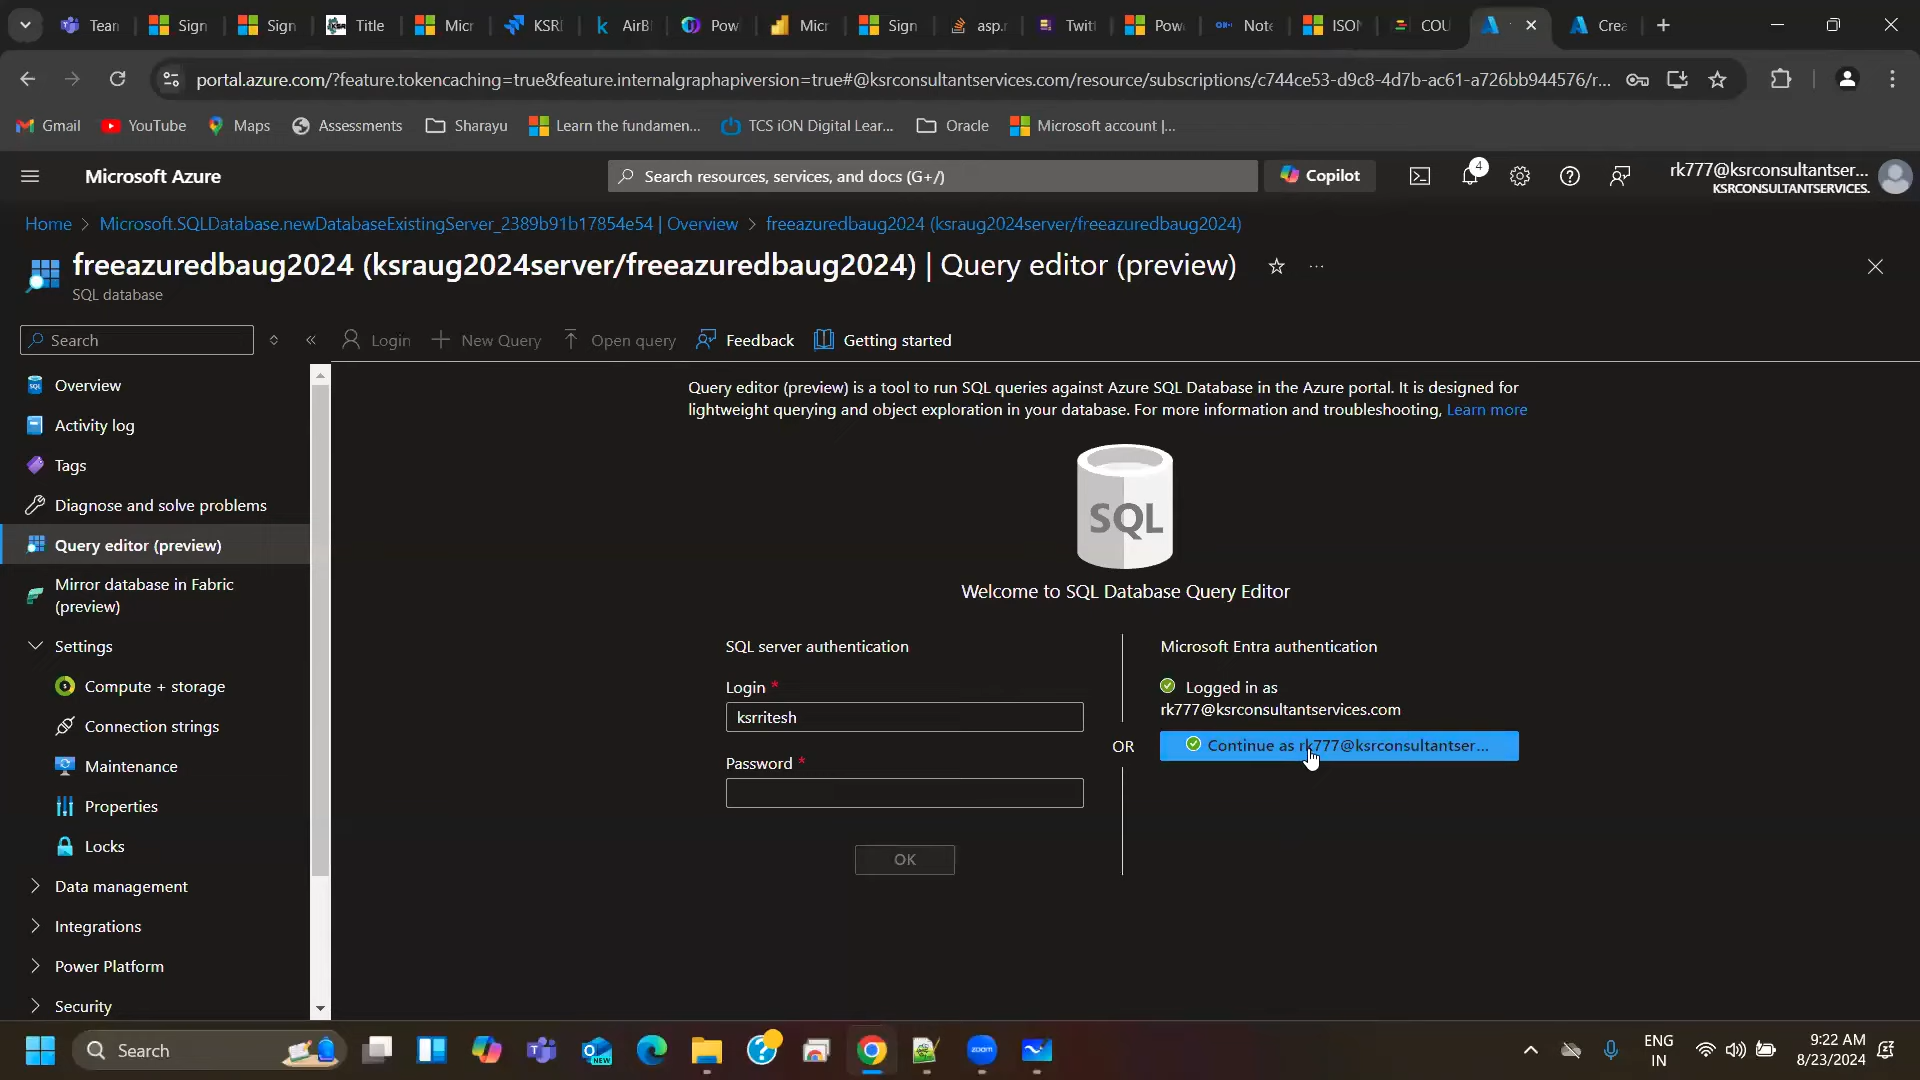 Team
Sign
Sign
Title
Micr
KSRI
AirB
Pow
Micr
Sign
asp.r
Twitt
Pow
Note
ISO
COU
Crea
portal.azure.com/?feature.tokencaching=true&feature.internalgraphapiversion=true#@ksrconsultantservices.com/resource/subscriptions/c744ce53-d9c8-4d7b-ac61-a726bb944576/r...
Gmail
YouTube
Maps
Assessments
Sharayu
Learn the fundamen...
TCS iON Digital Lear...
Oracle
Microsoft account |...
Microsoft Azure
Search resources, services, and docs (G+/)
Copilot
4
rk777@ksrconsultantser...
KSRCONSULTANTSERVICES.
Home > Microsoft.SQLDatabase.newDatabaseExistingServer_2389b91b17854e54 | Overview > freeazuredbaug2024 (ksraug2024server/freeazuredbaug2024)
freeazuredbaug2024 (ksraug2024server/freeazuredbaug2024) | Query editor (preview)
SQL database
Search
Login
New Query
Open query
Feedback
Getting started
Overview
Activity log
Tags
Diagnose and solve problems
Query editor (preview)
Mirror database in Fabric
(preview)
Settings
Compute + storage
Connection strings
Maintenance
Properties
Locks
Data management
Integrations
Power Platform
Security
Query editor (preview) is a tool to run SQL queries against Azure SQL Database in the Azure portal. It is designed for
lightweight querying and object exploration in your database. For more information and troubleshooting, Learn more
SQL
Welcome to SQL Database Query Editor
SQL server authentication
Login *
ksrritesh
Password *
OK
OR
Microsoft Entra authentication
Logged in as
rk777@ksrconsultantservices.com
Continue as rk777@ksrconsultantser...
Search
NEW
zoom
ENG
IN
9:22 AM
8/23/2024